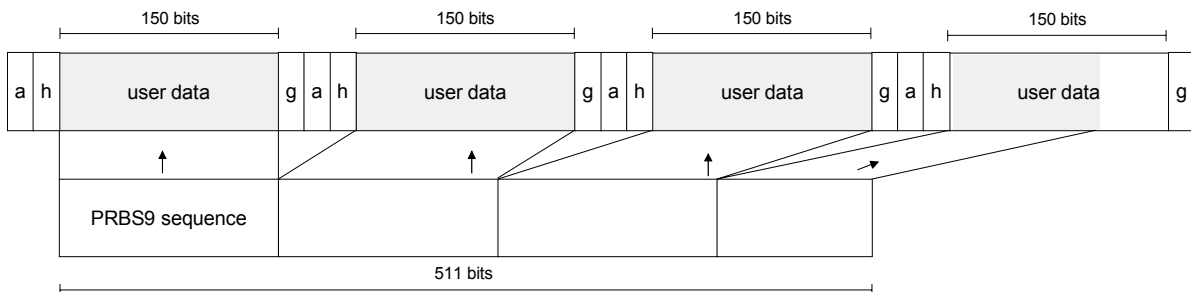 150 bits 150 bits 150 bits 150 bits
a h user data g a h user data g a h user data g a h user data g
PRBS9 sequence
511 bits